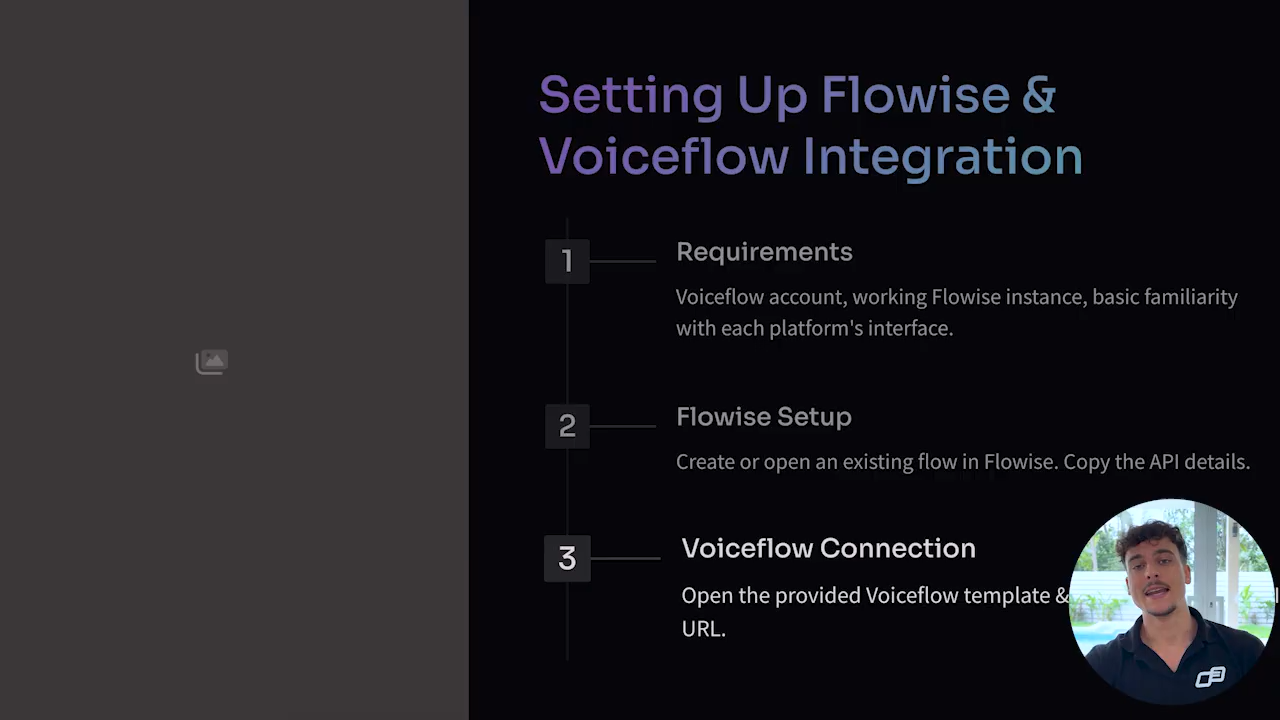 Setting Up Flowise &
Voiceflow Integration
1
Requirements
Voiceflow account, working Flowise instance, basic familiarity
with each platform's interface.
2
Flowise Setup
Create or open an existing flow in Flowise. Copy the API details.
3
Voiceflow Connection
Open the provided Voiceflow template &
URL.